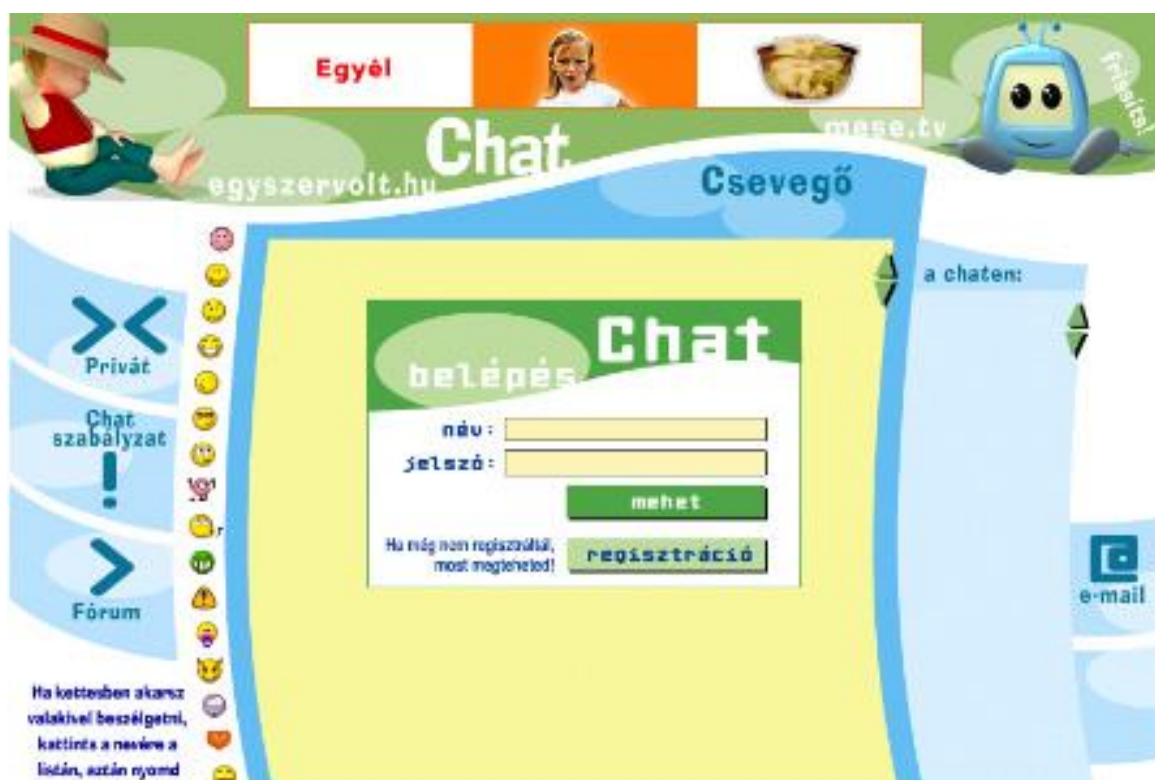 Egyél
frissíts!
mese.tv
Chat
egyszervolt.hu
Csevegő
a chaten:
Privát
Chat
szabályzat
!
Fórum
Ha kettesben akarsz
valakivel beszélgetni,
kattints a nevére a
listán, aztán nyomd
Chat
belépés
név:
jelszó:
mehet
Ha még nem regisztráltál,
most megteheted!
regisztráció
e-mail